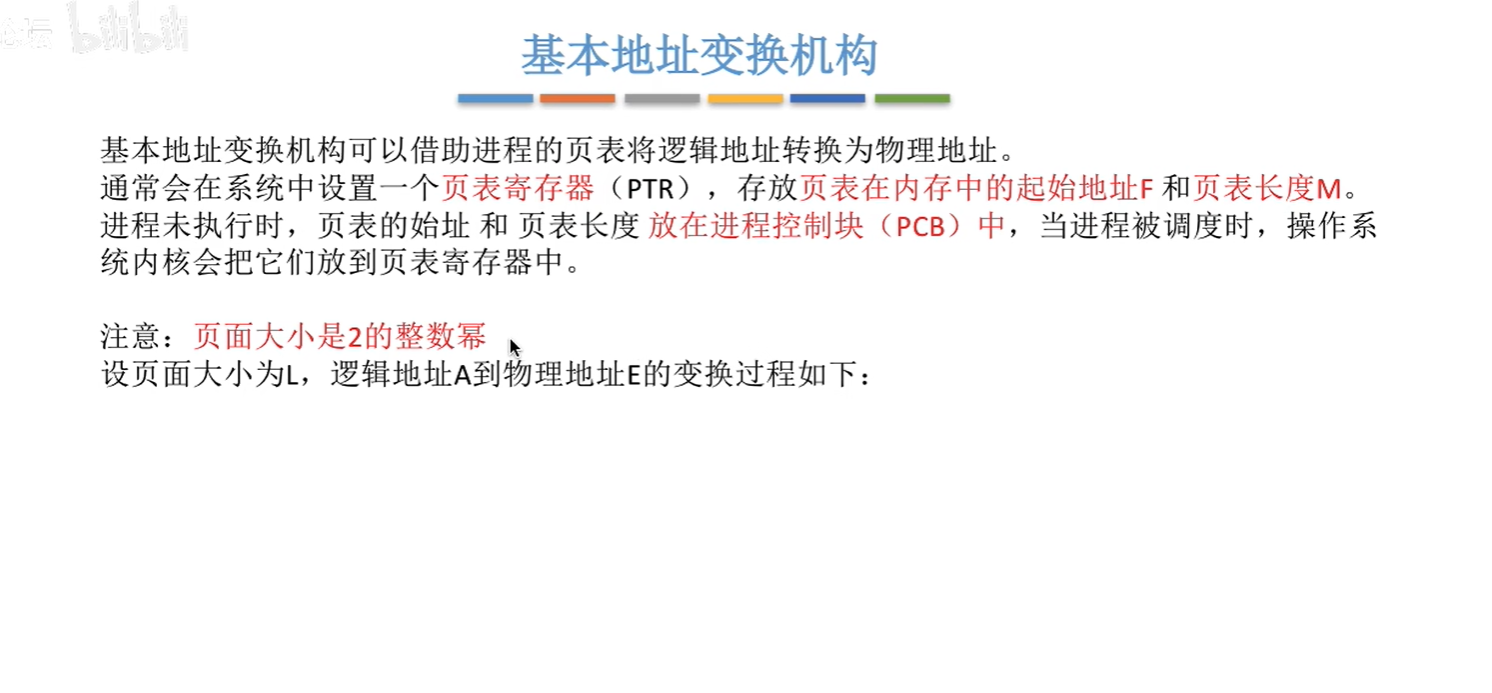 bilibili
基本地址变换机构
基本地址变换机构可以借助进程的页表将逻辑地址转换为物理地址。
通常会在系统中设置一个页表寄存器（PTR），存放页表在内存中的起始地址F 和页表长度M。
进程未执行时，页表的始址 和 页表长度 放在进程控制块（PCB）中，当进程被调度时，操作系
统内核会把它们放到页表寄存器中。
注意：页面大小是2的整数幂
设页面大小为L，逻辑地址A到物理地址E的变换过程如下：